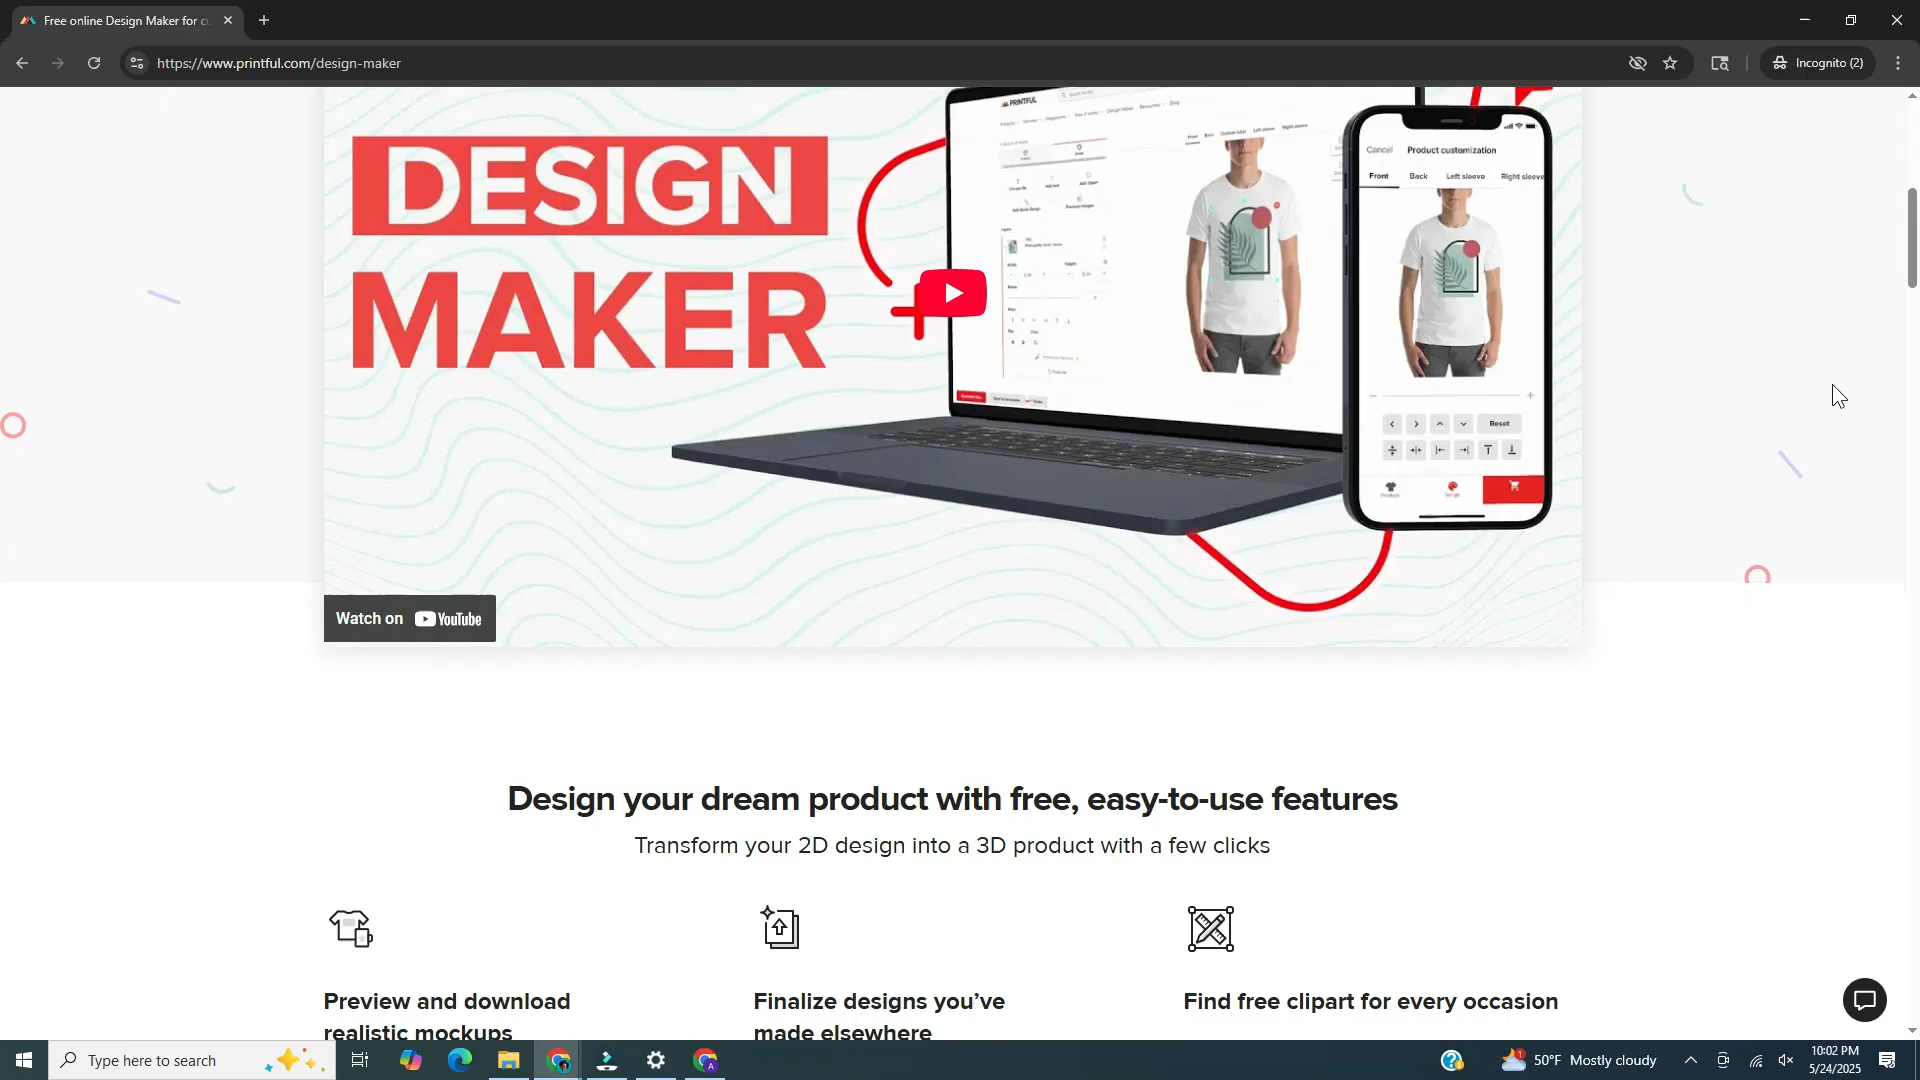 Free online Design Maker for cu
https://www.printful.com/design-maker
Incognito (2)
DESIGN
MAKER
PRINTFUL
Cancel
Product customization
Front
Back
Left sleeve
Right sleeve
Reset
Watch on YouTube
Design your dream product with free, easy-to-use features
Transform your 2D design into a 3D product with a few clicks
Preview and download
realistic mockups
Finalize designs you've
made elsewhere
Find free clipart for every occasion
Type here to search
50°F Mostly cloudy
10:02 PM
5/24/2025